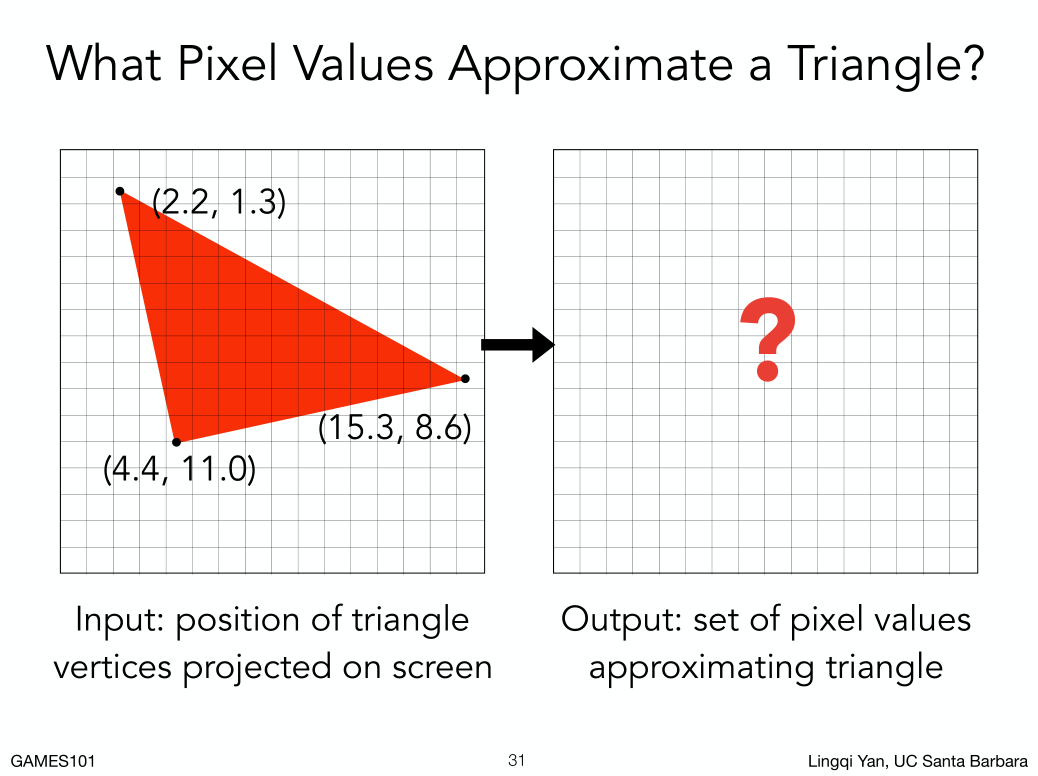 What Pixel Values Approximate a Triangle?
(2.2, 1.3)
(15.3, 8.6)
(4.4, 11.0)
?
Input: position of triangle
vertices projected on screen
Output: set of pixel values
approximating triangle
GAMES101
31
Lingqi Yan, UC Santa Barbara